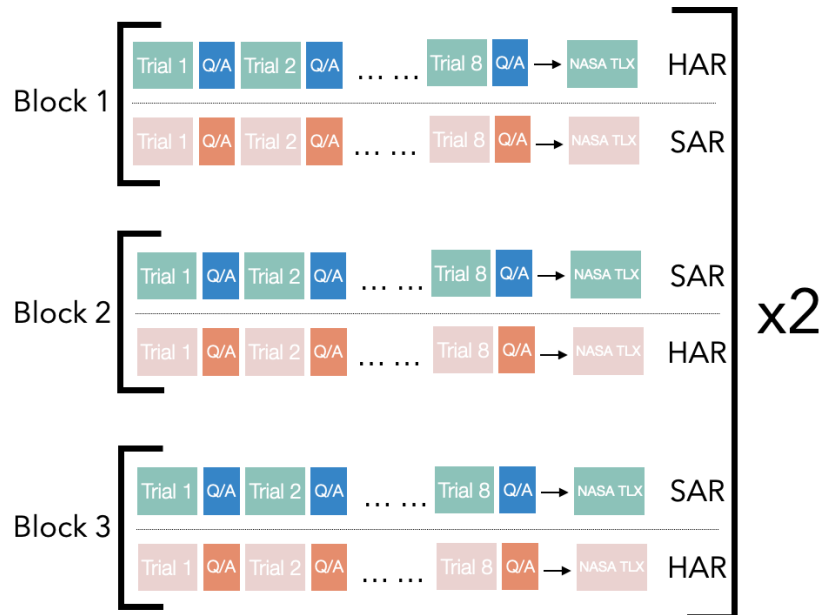 Trial 1 Q/A Trial 2 Q/A ... ... Trial 8 Q/A NASA TLX HAR
Block 1
Trial 1 Q/A Trial 2 Q/A ... ... Trial 8 Q/A NASA TLX SAR
Trial 1 Q/A Trial 2 Q/A ... ... Trial 8 Q/A NASA TLX SAR
Block 2
x2
Trial 1 Q/A Trial 2 Q/A ... ... Trial 8 Q/A NASA TLX HAR
Trial 1 Q/A Trial 2 Q/A ... ... Trial 8 Q/A NASA TLX SAR
Block 3
Trial 1 Q/A Trial 2 Q/A ... ... Trial 8 Q/A NASA TLX HAR